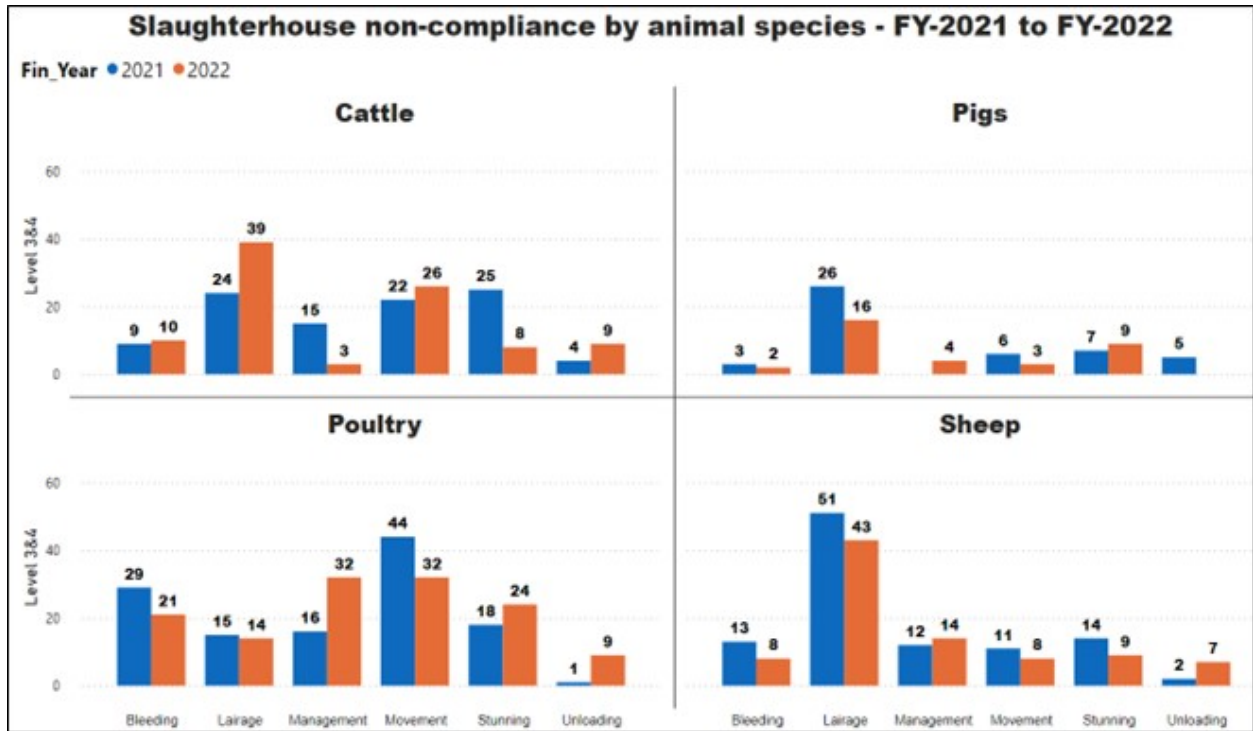 Slaughterhouse non-compliance by animal species - FY-2021 to FY-2022
Fin_Year 2021 2022
Cattle
Level 3&4
60
40
20
0
9 10 24 39 15 3 22 26 25 8 4 9
Pigs
3 2 26 16 4 6 3 7 9 5
Poultry
Level 3&4
60
40
20
0
29 21 15 14 16 32 44 32 18 24 1 9
Bleeding Lairage Management Movement Stunning Unloading
Sheep
13 8 51 43 12 14 11 8 14 9 2 7
Bleeding Lairage Management Movement Stunning Unloading